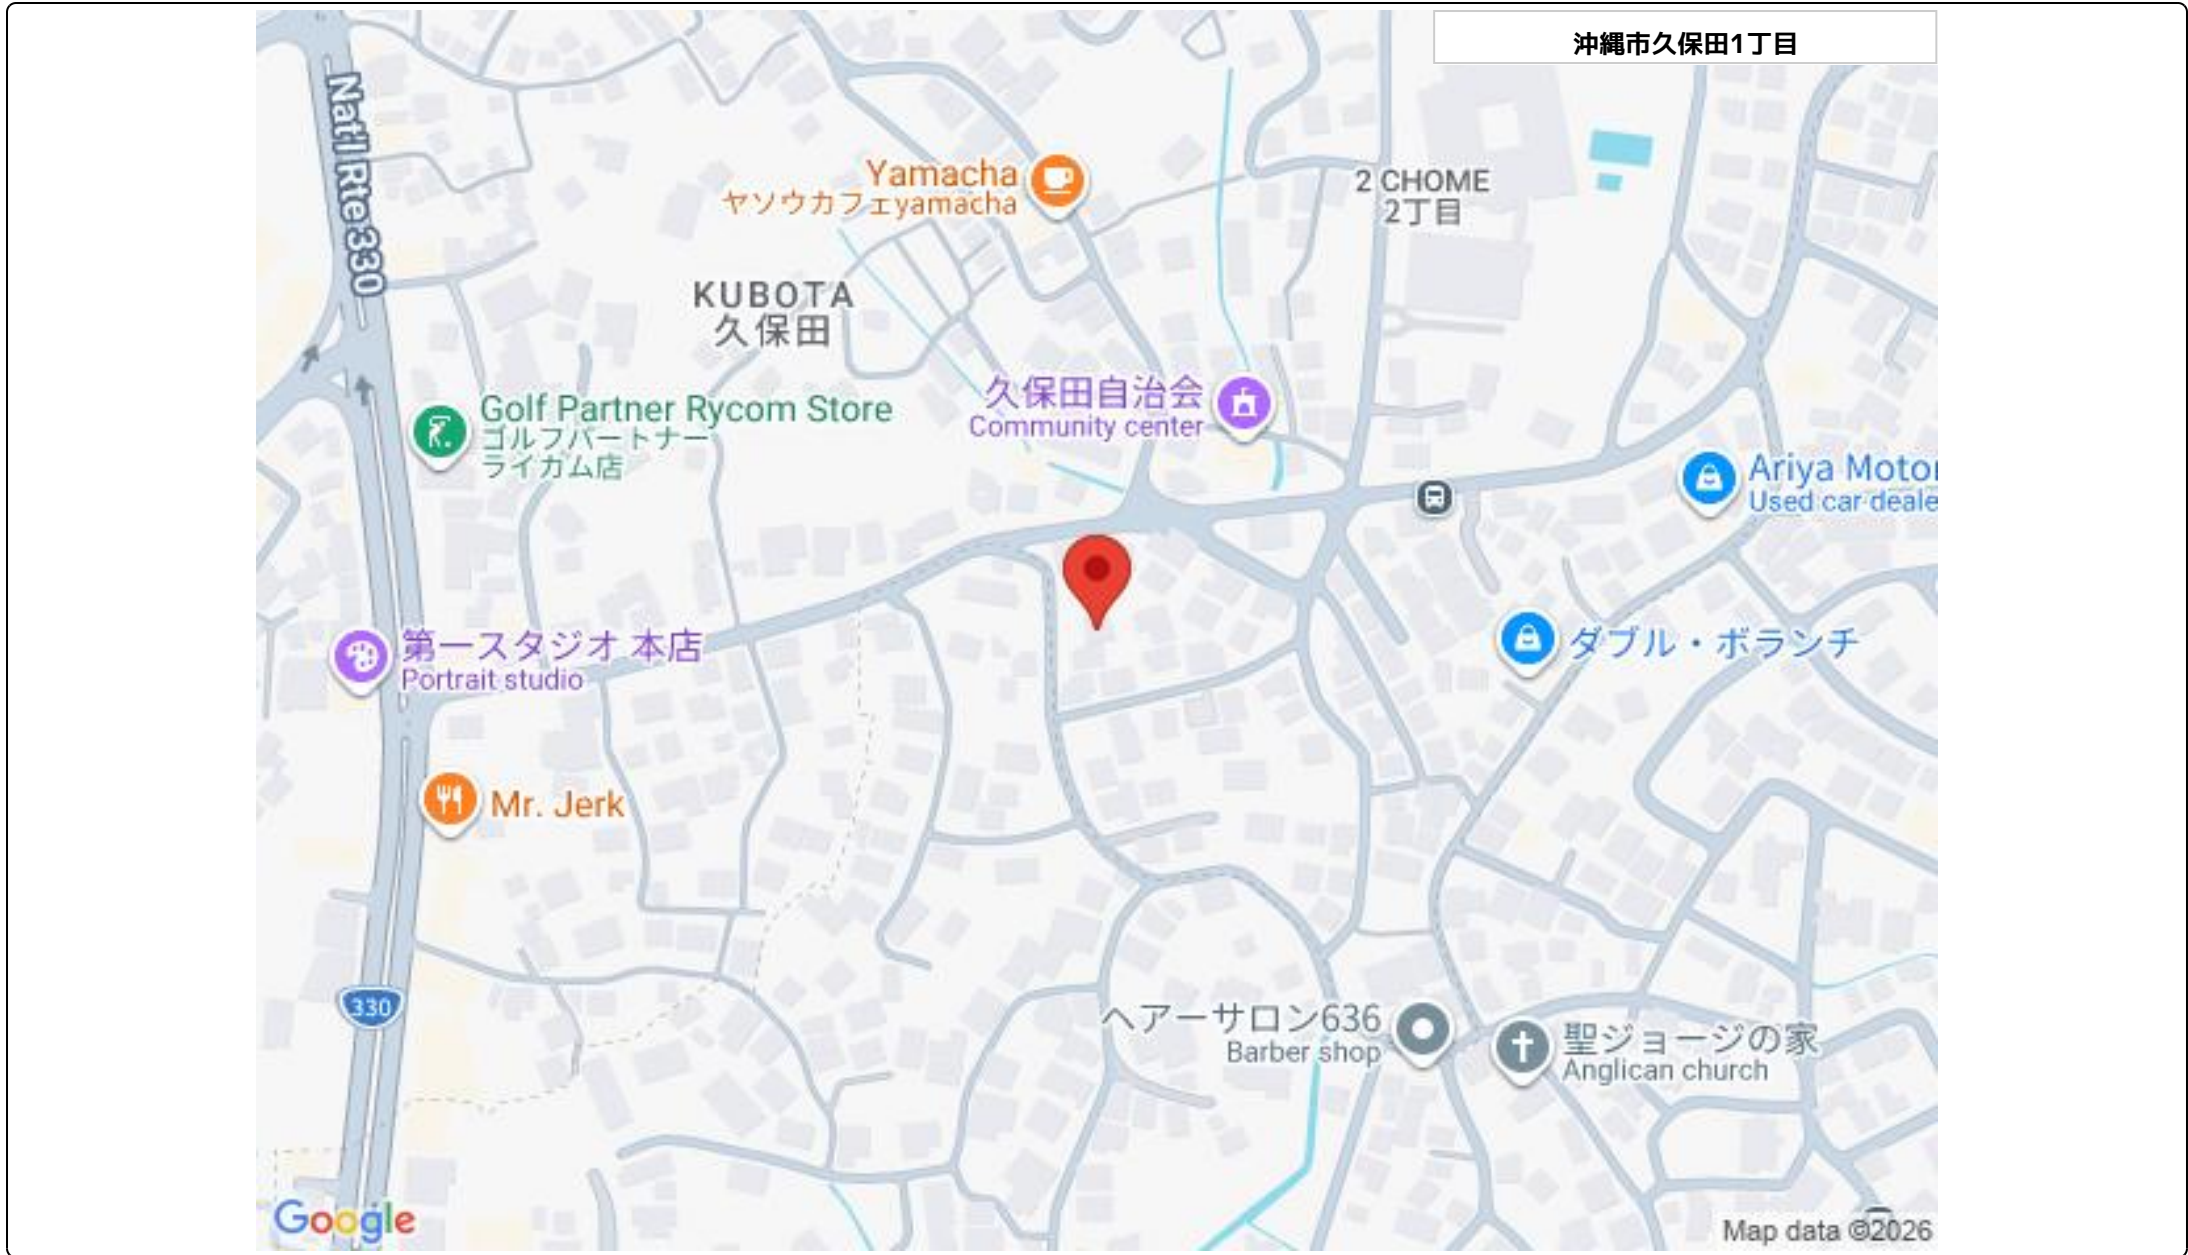 沖縄市久保田1丁目
Nat'l Rte 330
Yamacha
ヤソウカフェyamacha
2 CHOME
2丁目
KUBOTA
久保田
久保田自治会
Community center
Golf Partner Rycom Store
ゴルフパートナー
ライカム店
Ariya Motor
Used car deale
第一スタジオ 本店
Portrait studio
ダブル・ボランチ
Mr. Jerk
330
ヘアーサロン636
Barber shop
聖ジョージの家
Anglican church
Google
Map data ©2026